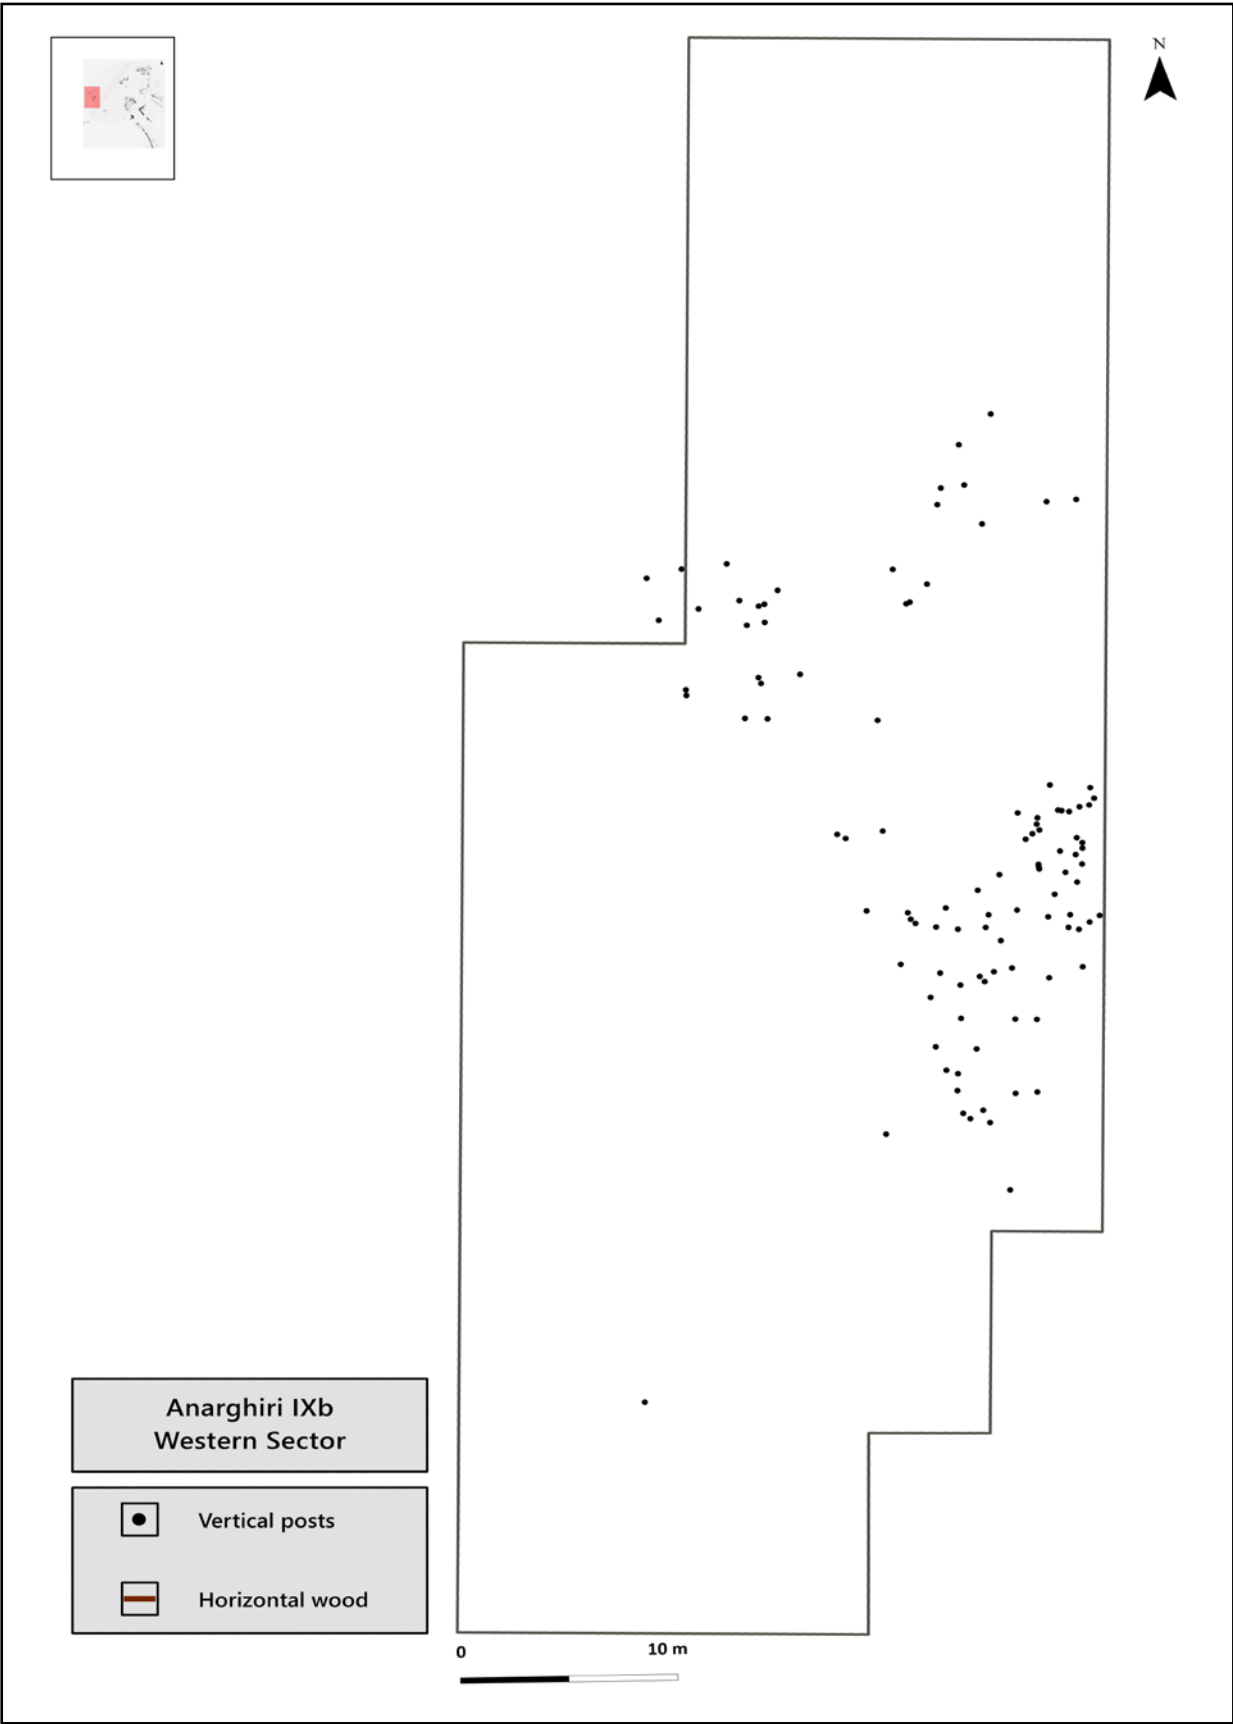 N
Anarghiri IXb
Western Sector
Vertical posts
Horizontal wood
0 10 m